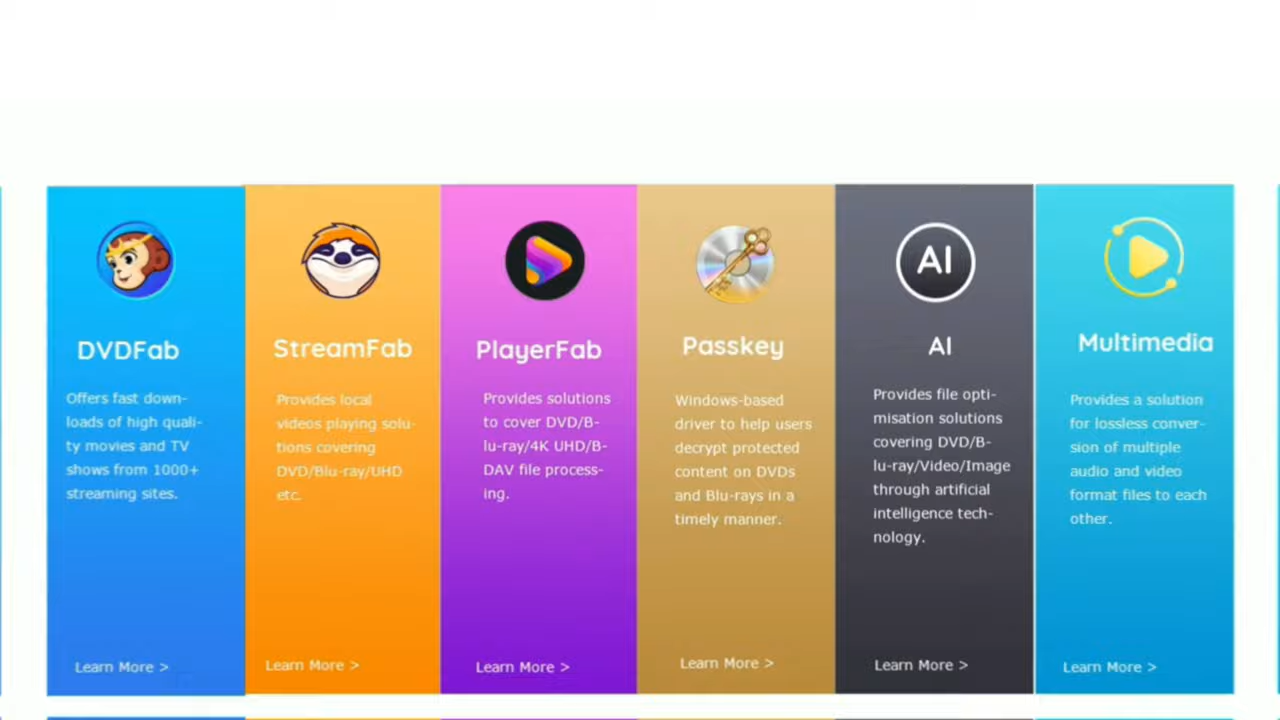 AI
DVDFab
Offers fast down-
loads of high quali-
ty movies and TV
shows from 1000+
streaming sites.
Learn More >
StreamFab
Provides local
videos playing solu-
tions covering
DVD/Blu-ray/UHD
etc.
Learn More >
PlayerFab
Provides solutions
to cover DVD/B-
lu-ray/4K UHD/B-
DAV file process-
ing.
Learn More >
Passkey
Windows-based
driver to help users
decrypt protected
content on DVDs
and Blu-rays in a
timely manner.
Learn More >
AI
Provides file opti-
misation solutions
covering DVD/B-
lu-ray/Video/Image
through artificial
intelligence tech-
nology.
Learn More >
Multimedia
Provides a solution
for lossless conver-
sion of multiple
audio and video
format files to each
other.
Learn More >